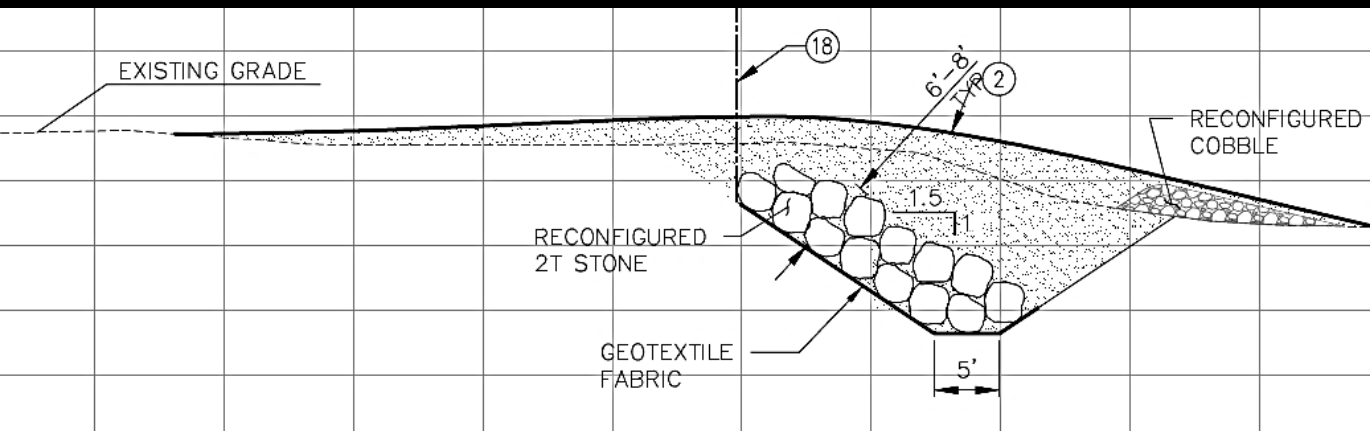 EXISTING GRADE
18
6'-8'
TYP
2
RECONFIGURED
COBBLE
1.5
1
RECONFIGURED
2T STONE
GEOTEXTILE
FABRIC
5'